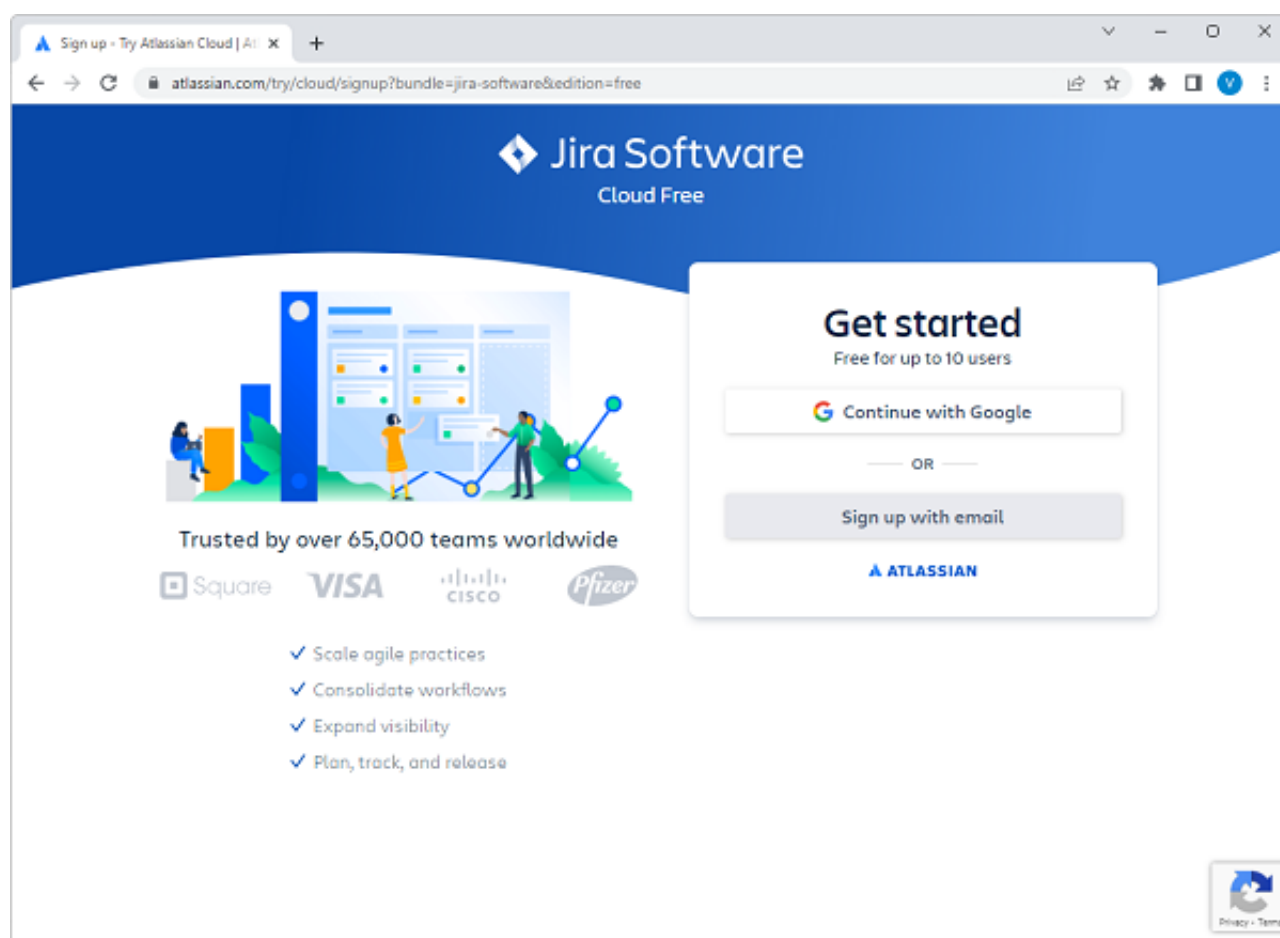 Sign up - Try Atlassian Cloud | Atl
atlassian.com/try/cloud/signup?bundle=jira-software&edition=free
V
Jira Software
Cloud Free
Get started
Free for up to 10 users
Continue with Google
OR
Sign up with email
ATLASSIAN
Trusted by over 65,000 teams worldwide
Square VISA CISCO Pfizer
Scale agile practices
Consolidate workflows
Expand visibility
Plan, track, and release
Privacy - Terms